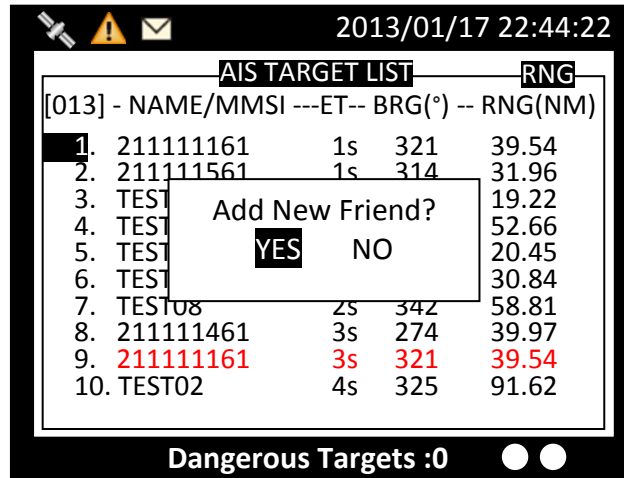 2013/01/17 22:44:22
AIS TARGET LIST RNG
[013] - NAME/MMSI ---ET-- BRG(°) -- RNG(NM)
1. 211111161 1s 321 39.54
2. 211111561 1s 314 31.96
3. TEST 19.22
4. TEST 52.66
5. TEST 20.45
6. TEST 30.84
Add New Friend?
YES NO
7. TEST08 2s 342 58.81
8. 211111461 3s 274 39.97
9. 211111161 3s 321 39.54
10. TEST02 4s 325 91.62
Dangerous Targets :0